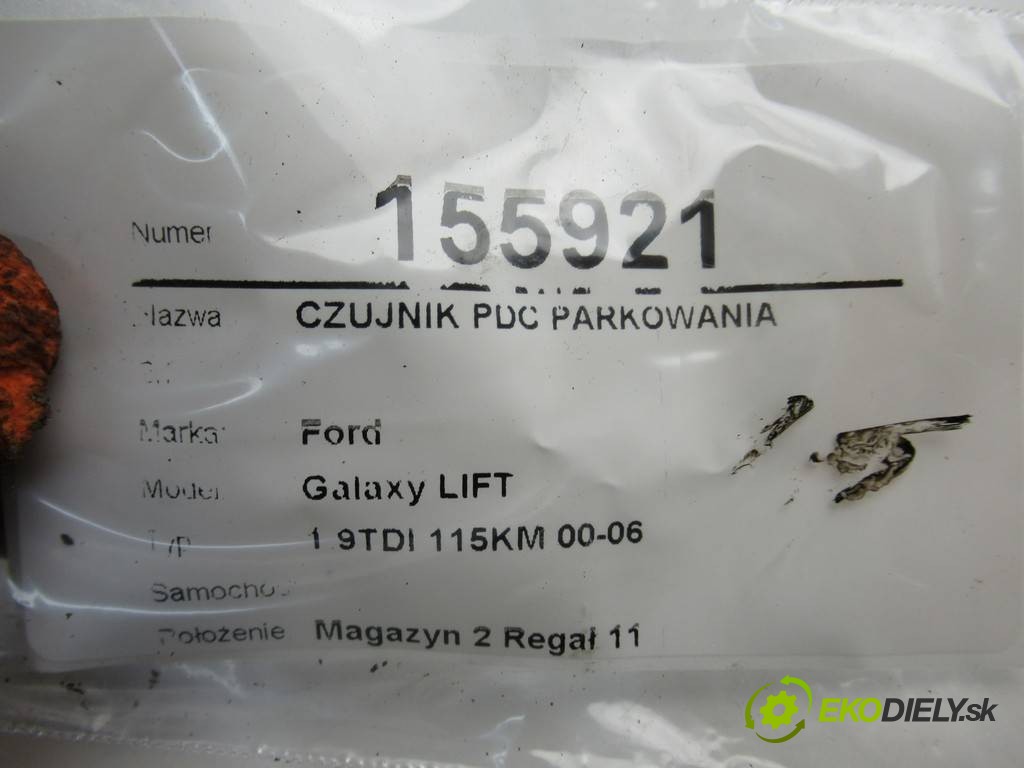 Numer 155921
Nazwa CZUJNIK PDC PARKOWANIA
Marka: Ford
Model Galaxy LIFT
Typ 1.9TDI 115KM 00-06
Położenie Magazyn 2 Regał 11
15
EKODIELY.sk